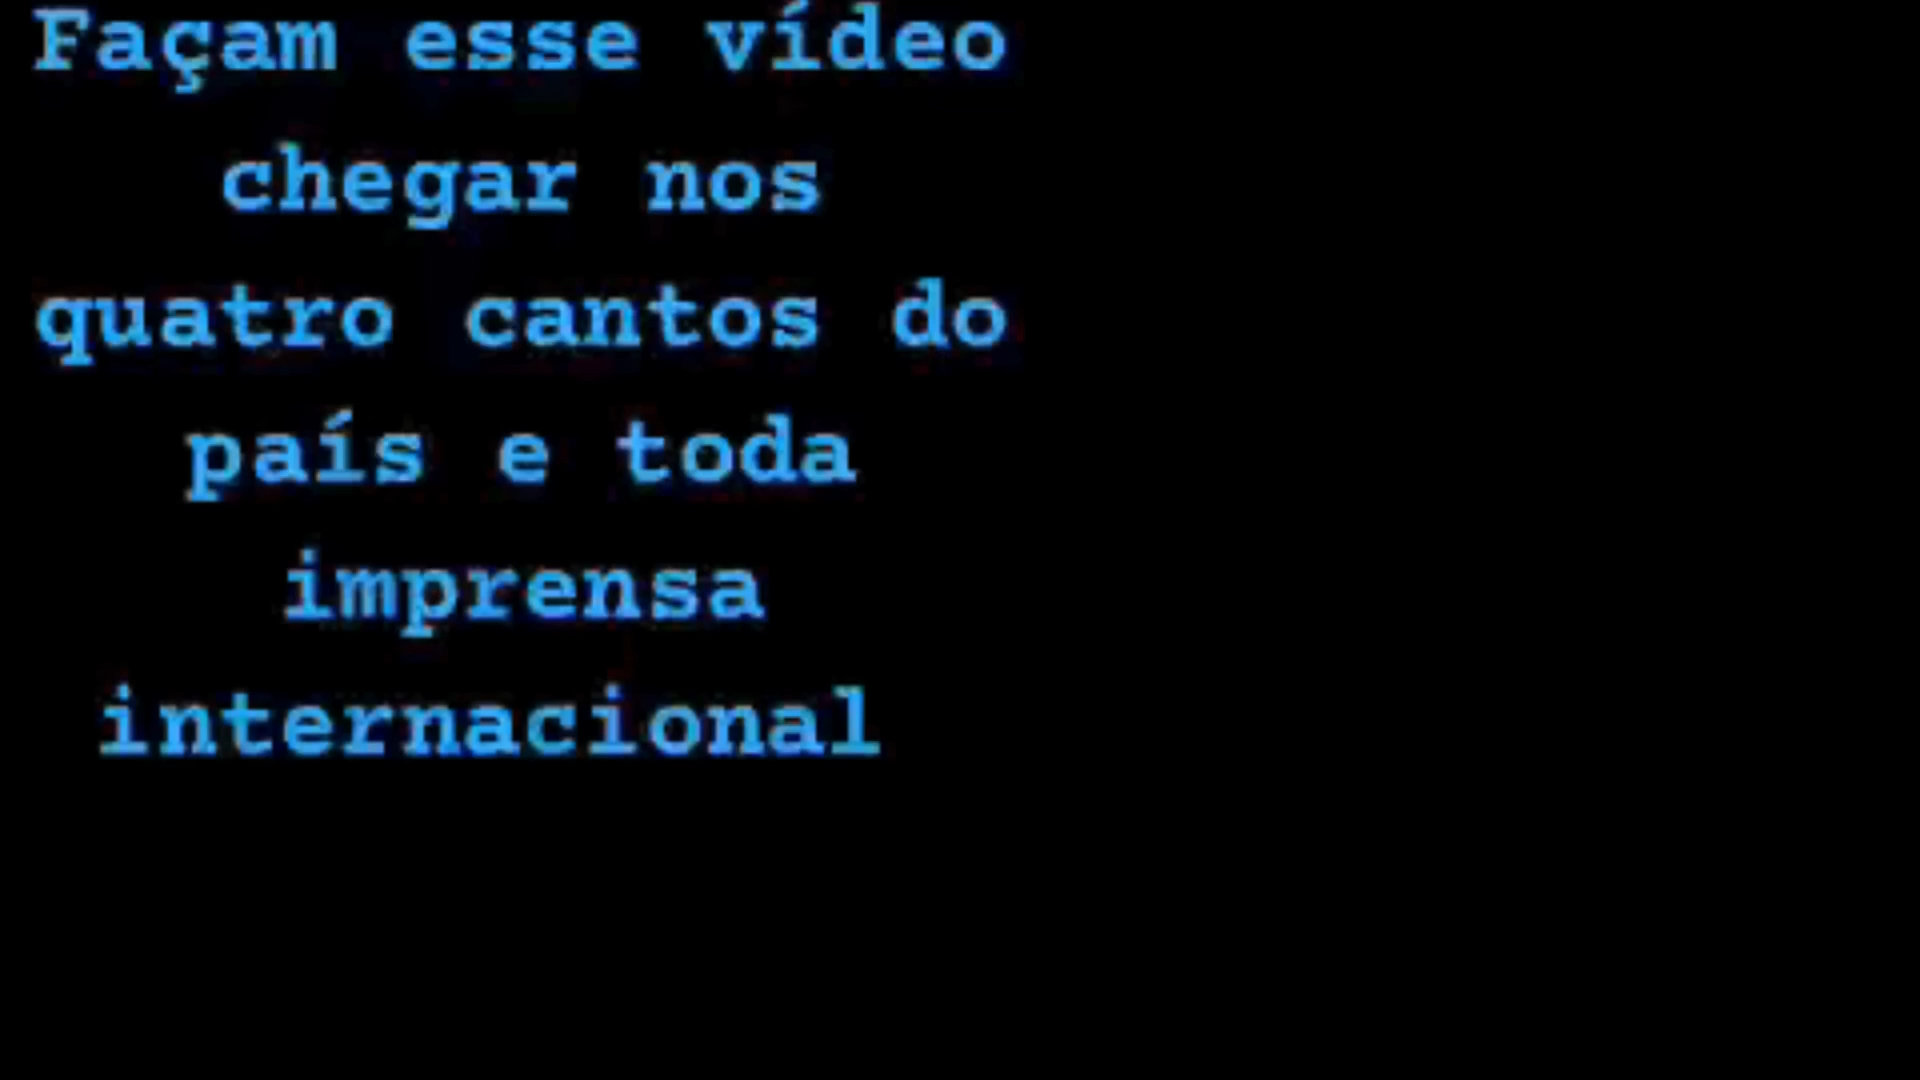 Façam esse vídeo
chegar nos
quatro cantos do
país e toda
imprensa
internacional